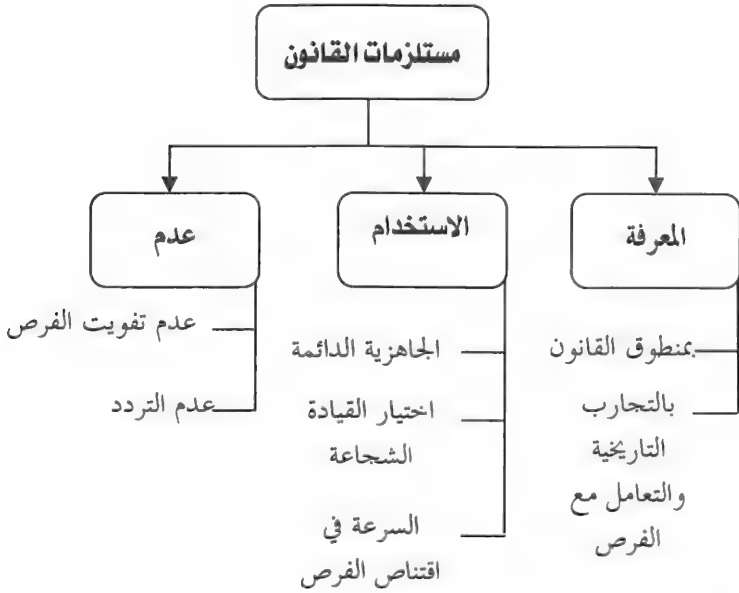 مستلزمات القانون
المعرفة
بمنطوق القانون
بالتجارب
التاريخية
والتعامل مع
الفرص
الاستخدام
الجاهزية الدائمة
اختيار القيادة
الشجاعة
السرعة في
اقتناص الفرص
عدم
عدم تفويت الفرص
عدم التردد